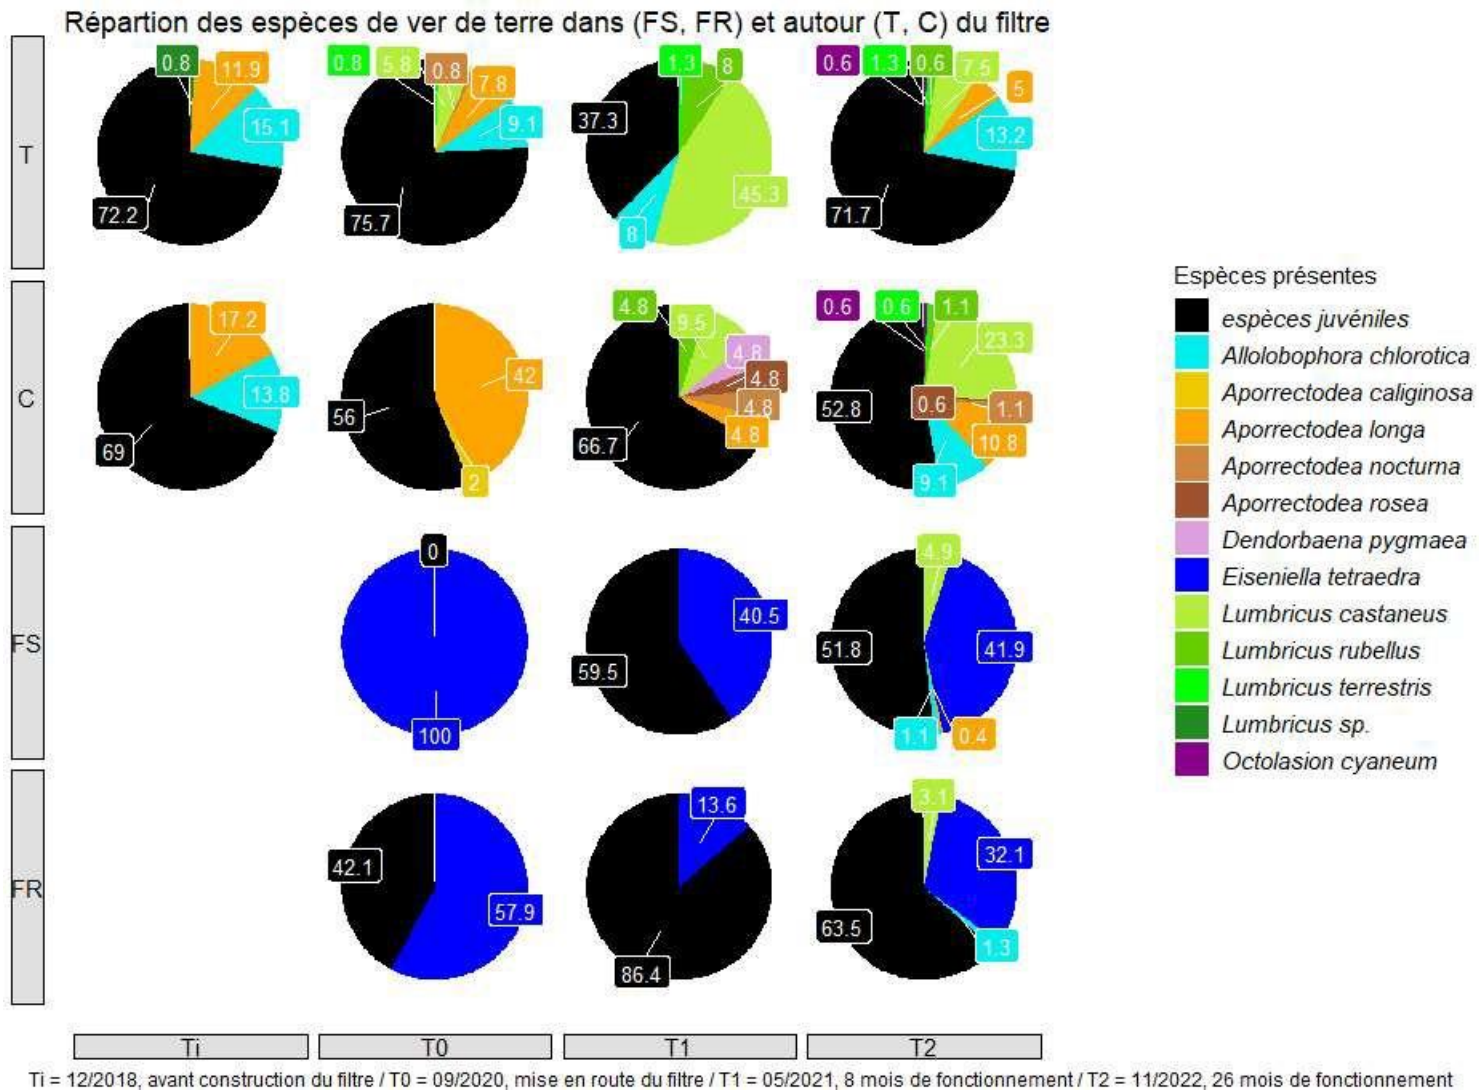 Répartion des espèces de ver de terre dans (FS, FR) et autour (T, C) du filtre
T
0.8
11.9
15.1
72.2
0.8
5.8
0.8
7.8
9.1
75.7
1.3
8
37.3
45.3
8
0.6
1.3
0.6
7.5
5
13.2
71.7
C
17.2
13.8
69
42
56
2
4.8
9.5
4.8
4.8
4.8
4.8
66.7
0.6
0.6
1.1
23.3
52.8
0.6
1.1
10.8
9.1
FS
0
100
40.5
59.5
4.9
51.8
41.9
1.1
0.4
FR
42.1
57.9
13.6
86.4
3.1
32.1
63.5
1.3
Ti
T0
T1
T2
Espèces présentes
espèces juvéniles
Allolobophora chlorotica
Aporrectodea caliginosa
Aporrectodea longa
Aporrectodea nocturna
Aporrectodea rosea
Dendorbaena pygmaea
Eiseniella tetraedra
Lumbricus castaneus
Lumbricus rubellus
Lumbricus terrestris
Lumbricus sp.
Octolasion cyaneum
Ti = 12/2018, avant construction du filtre / T0 = 09/2020, mise en route du filtre / T1 = 05/2021, 8 mois de fonctionnement / T2 = 11/2022, 26 mois de fonctionnement